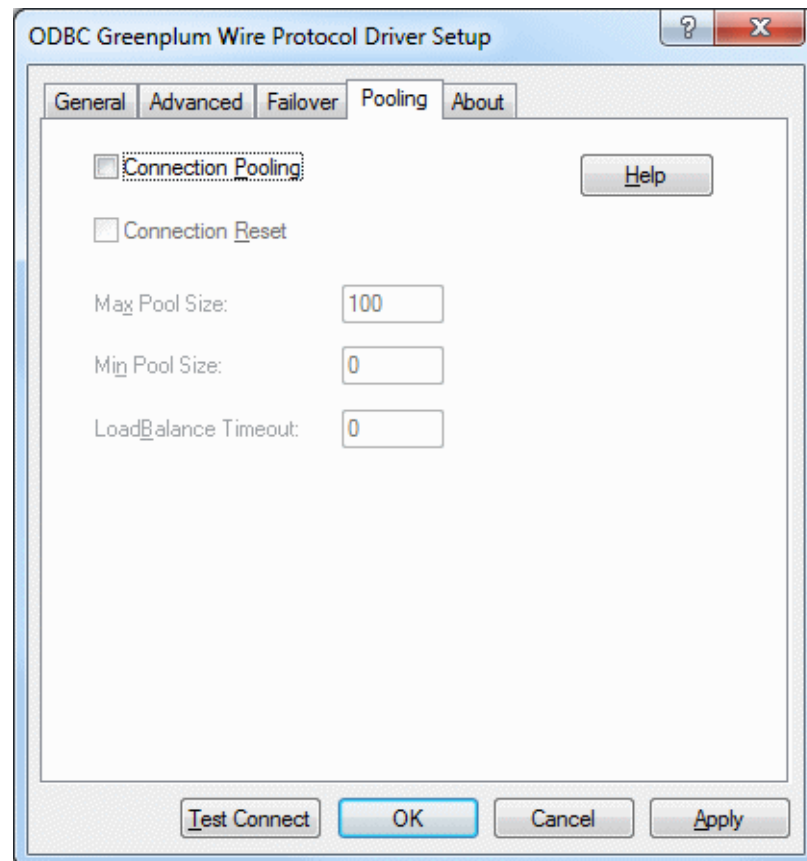 ODBC Greenplum Wire Protocol Driver Setup
? X
General Advanced Failover Pooling About
Connection Pooling
Help
Connection Reset
Max Pool Size: 100
Min Pool Size: 0
LoadBalance Timeout: 0
Test Connect OK Cancel Apply